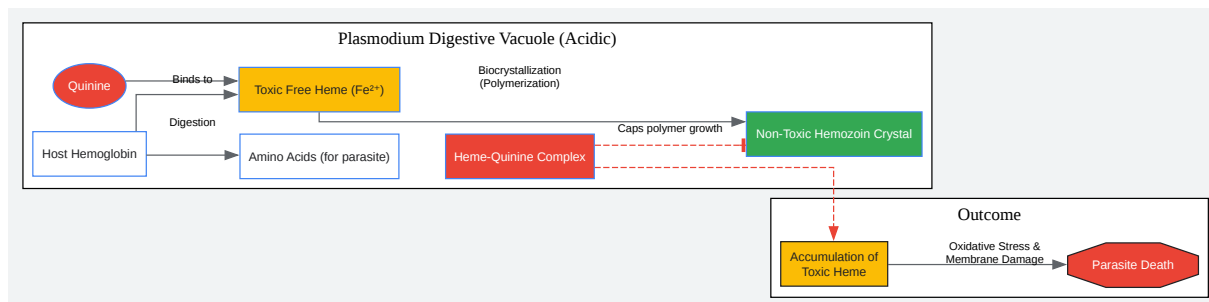 Plasmodium Digestive Vacuole (Acidic)
Quinine
Binds to
Toxic Free Heme (Fe²⁺)
Biocrystallization
(Polymerization)
Digestion
Host Hemoglobin
Amino Acids (for parasite)
Heme-Quinine Complex
Caps polymer growth
Non-Toxic Hemozoin Crystal
Outcome
Accumulation of
Toxic Heme
Oxidative Stress &
Membrane Damage
Parasite Death